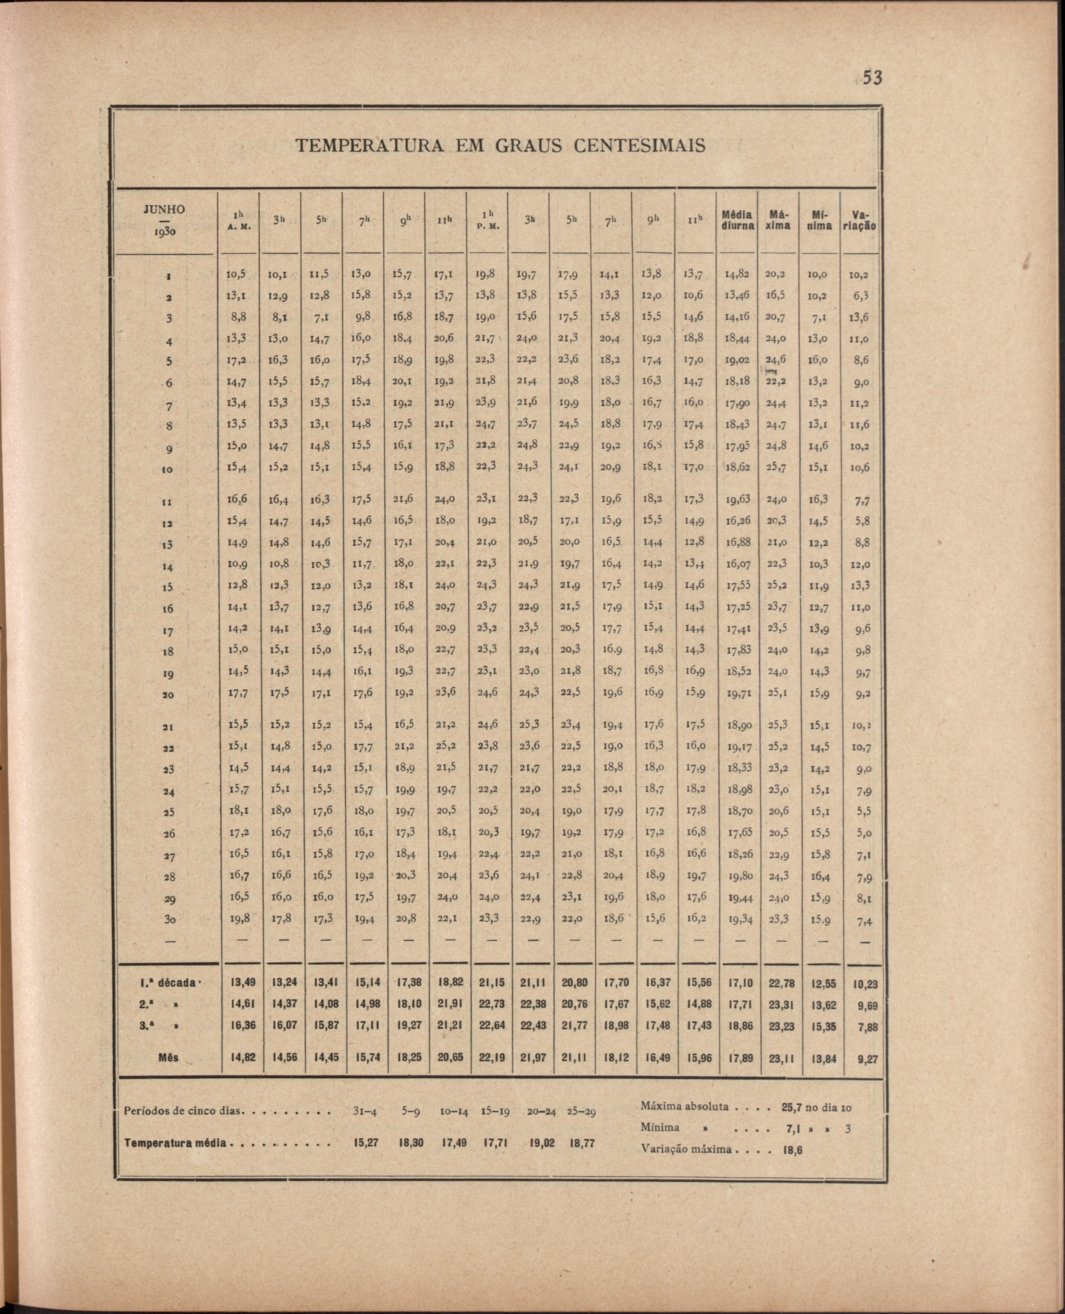 53
TEMPERATURA EM GRAUS CENTESIMAIS
JUNHO — 1930 1h A. M. 3h 5h 7h 9h 11h 1h P. M. 3h 5h 7h 9h 11h Média diurna Má-xima Mí-nima Va-riação
1 10,5 10,1 11,5 13,0 15,7 17,1 19,8 19,7 17,9 14,1 13,8 13,7 14,82 20,2 10,0 10,2
2 13,1 12,9 12,8 15,8 15,2 13,7 13,8 13,8 15,5 13,3 12,0 10,6 13,46 16,5 10,2 6,3
3 8,8 8,1 7,1 9,8 16,8 18,7 19,0 15,6 17,5 15,8 15,5 14,6 14,16 20,7 7,1 13,6
4 13,3 13,0 14,7 16,0 18,4 20,6 21,7 24,0 21,3 20,4 19,2 18,8 18,44 24,0 13,0 11,0
5 17,2 16,3 16,0 17,5 18,9 19,8 22,3 22,2 23,6 18,2 17,4 17,0 19,02 24,6 16,0 8,6
6 14,7 15,5 15,7 18,4 20,1 19,2 21,8 21,4 20,8 18,3 16,3 14,7 18,18 22,2 13,2 9,0
7 13,4 13,3 13,3 15,2 19,2 21,9 23,9 21,6 19,9 18,0 16,7 16,0 17,90 24,4 13,2 11,2
8 13,5 13,3 13,1 14,8 17,5 21,1 24,7 23,7 24,5 18,8 17,9 17,4 18,43 24,7 13,1 11,6
9 15,0 14,7 14,8 15,5 16,1 17,3 22,2 24,8 22,9 19,2 16,8 15,8 17,95 24,8 14,6 10,2
10 15,4 15,2 15,1 15,4 15,9 18,8 22,3 24,3 24,1 20,9 18,1 17,0 18,62 25,7 15,1 10,6
11 16,6 16,4 16,3 17,5 21,6 24,0 23,1 22,3 22,3 19,6 18,2 17,3 19,63 24,0 16,3 7,7
12 15,4 14,7 14,5 14,6 16,5 18,0 19,2 18,7 17,1 15,9 15,5 14,9 16,26 20,3 14,5 5,8
13 14,9 14,8 14,6 15,7 17,1 20,4 21,0 20,5 20,0 16,5 14,4 12,8 16,88 21,0 12,2 8,8
14 10,9 10,8 10,3 11,7 18,0 22,1 22,3 21,9 19,7 16,4 14,2 13,4 16,07 22,3 10,3 12,0
15 12,8 12,3 12,0 13,2 18,1 24,0 24,3 24,3 21,9 17,5 14,9 14,6 17,55 25,2 11,9 13,3
16 14,1 13,7 12,7 13,6 16,8 20,7 23,7 22,9 21,5 17,9 15,1 14,3 17,25 23,7 12,7 11,0
17 14,2 14,1 13,9 14,4 16,4 20,9 23,2 23,5 20,5 17,7 15,4 14,4 17,41 23,5 13,9 9,6
18 15,0 15,1 15,0 15,4 18,0 22,7 23,3 22,4 20,3 16,9 14,8 14,3 17,83 24,0 14,2 9,8
19 14,5 14,3 14,4 16,1 19,3 22,7 23,1 23,0 21,8 18,7 16,8 16,9 18,52 24,0 14,3 9,7
20 17,7 17,5 17,1 17,6 19,2 23,6 24,6 24,3 22,5 19,6 16,9 15,9 19,71 25,1 15,9 9,2
21 15,5 15,2 15,2 15,4 16,5 21,2 24,6 25,3 23,4 19,4 17,6 17,5 18,90 25,3 15,1 10,2
22 15,1 14,8 15,0 17,7 21,2 25,2 23,8 23,6 22,5 19,0 16,3 16,0 19,17 25,2 14,5 10,7
23 14,5 14,4 14,2 15,1 18,9 21,5 21,7 21,7 22,2 18,8 18,0 17,9 18,33 23,2 14,2 9,0
24 15,7 15,1 15,5 15,7 19,9 19,7 22,2 22,0 22,5 20,1 18,7 18,2 18,98 23,0 15,1 7,9
25 18,1 18,0 17,6 18,0 19,7 20,5 20,5 20,4 19,0 17,9 17,7 17,8 18,70 20,6 15,1 5,5
26 17,2 16,7 15,6 16,1 17,3 18,1 20,3 19,7 19,2 17,9 17,2 16,8 17,65 20,5 15,5 5,0
27 16,5 16,1 15,8 17,0 18,4 19,4 22,4 22,2 21,0 18,1 16,8 16,6 18,26 22,9 15,8 7,1
28 16,7 16,6 16,5 19,2 20,3 20,4 23,6 24,1 22,8 20,4 18,9 19,7 19,80 24,3 16,4 7,9
29 16,5 16,0 16,0 17,5 19,7 24,0 24,0 22,4 23,1 19,6 18,0 17,6 19,44 24,0 15,9 8,1
30 19,8 17,8 17,3 19,4 20,8 22,1 23,3 22,9 22,0 18,6 15,6 16,2 19,34 23,3 15,9 7,4
— — — — — — — — — — — — — — — — —
1.ª década 13,49 13,24 13,41 15,14 17,38 18,82 21,15 21,11 20,80 17,70 16,37 15,56 17,10 22,78 12,55 10,23
2.ª » 14,61 14,37 14,08 14,98 18,10 21,91 22,73 22,38 20,76 17,67 15,62 14,88 17,71 23,31 13,62 9,69
3.ª » 16,36 16,07 15,87 17,11 19,27 21,21 22,64 22,43 21,77 18,98 17,48 17,43 18,86 23,23 15,35 7,88
Mês 14,82 14,56 14,45 15,74 18,25 20,65 22,19 21,97 21,11 18,12 16,49 15,96 17,89 23,11 13,84 9,27
Períodos de cinco dias. . . . . . . . . 31–4 5–9 10–14 15–19 20–24 25–29
Temperatura média . . . . . . . . . . 15,27 18,30 17,49 17,71 19,02 18,77
Máxima absoluta . . . . 25,7 no dia 10
Mínima » . . . . 7,1 » » 3
Variação máxima . . . . 18,6